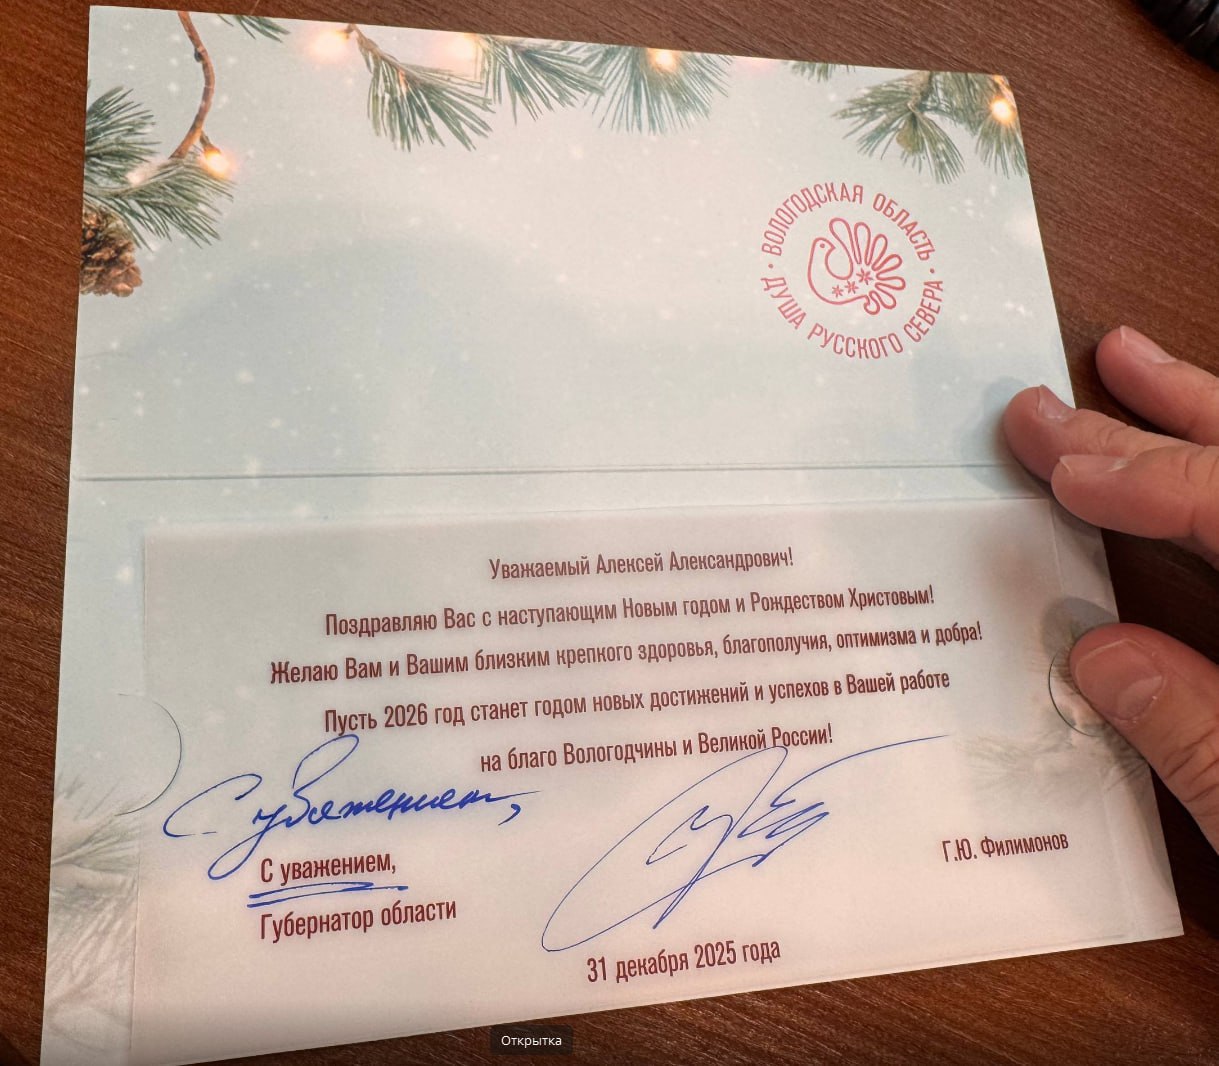 ВОЛОГОДСКАЯ ОБЛАСТЬ
ДУША РУССКОГО СЕВЕРА
Уважаемый Алексей Александрович!
Поздравляю Вас с наступающим Новым годом и Рождеством Христовым!
Желаю Вам и Вашим близким крепкого здоровья, благополучия, оптимизма и добра!
Пусть 2026 год станет годом новых достижений и успехов в Вашей работе
на благо Вологодчины и Великой России!
С уважением,
С уважением,
Губернатор области
Г.Ю. Филимонов
31 декабря 2025 года
Открытка